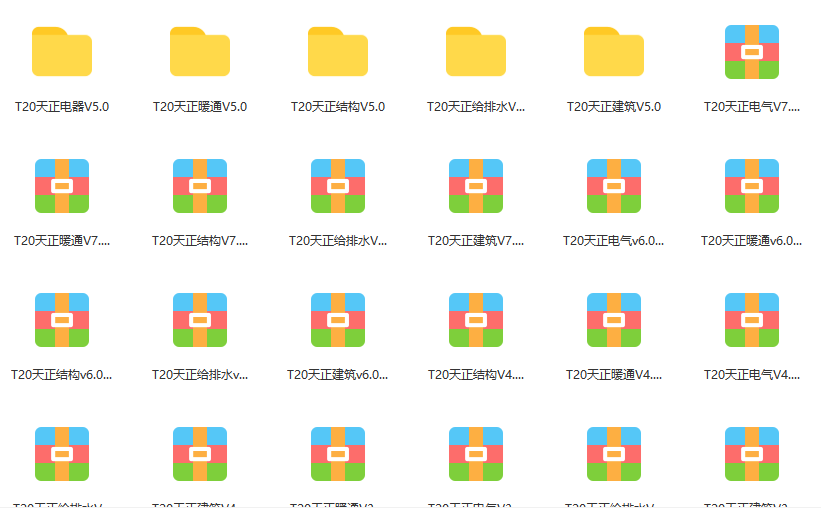 T20天正电器V5.0
T20天正暖通V5.0
T20天正结构V5.0
T20天正给排水V...
T20天正建筑V5.0
T20天正电气V7....
T20天正暖通V7....
T20天正结构V7....
T20天正给排水V...
T20天正建筑V7....
T20天正电气v6.0...
T20天正暖通v6.0...
T20天正结构v6.0...
T20天正给排水v...
T20天正建筑v6.0...
T20天正结构V4....
T20天正暖通V4....
T20天正电气V4....